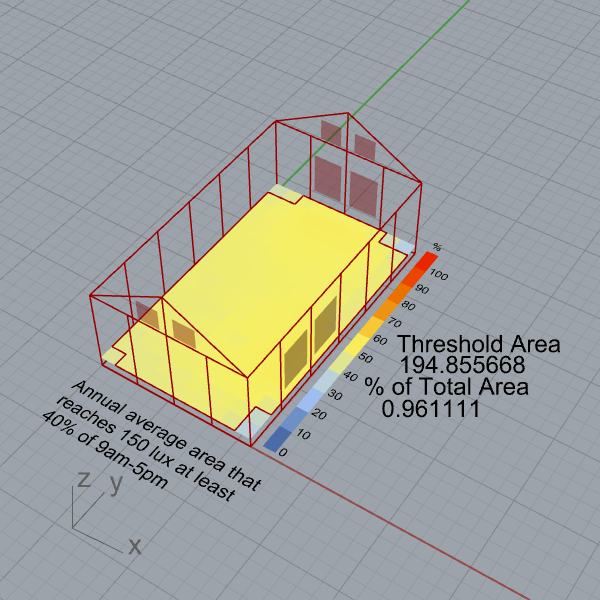 %
100
90
80
70
60
50
40
30
20
10
0
Threshold Area
194.855668
% of Total Area
0.961111
Annual average area that
reaches 150 lux at least
40% of 9am-5pm
z
y
x